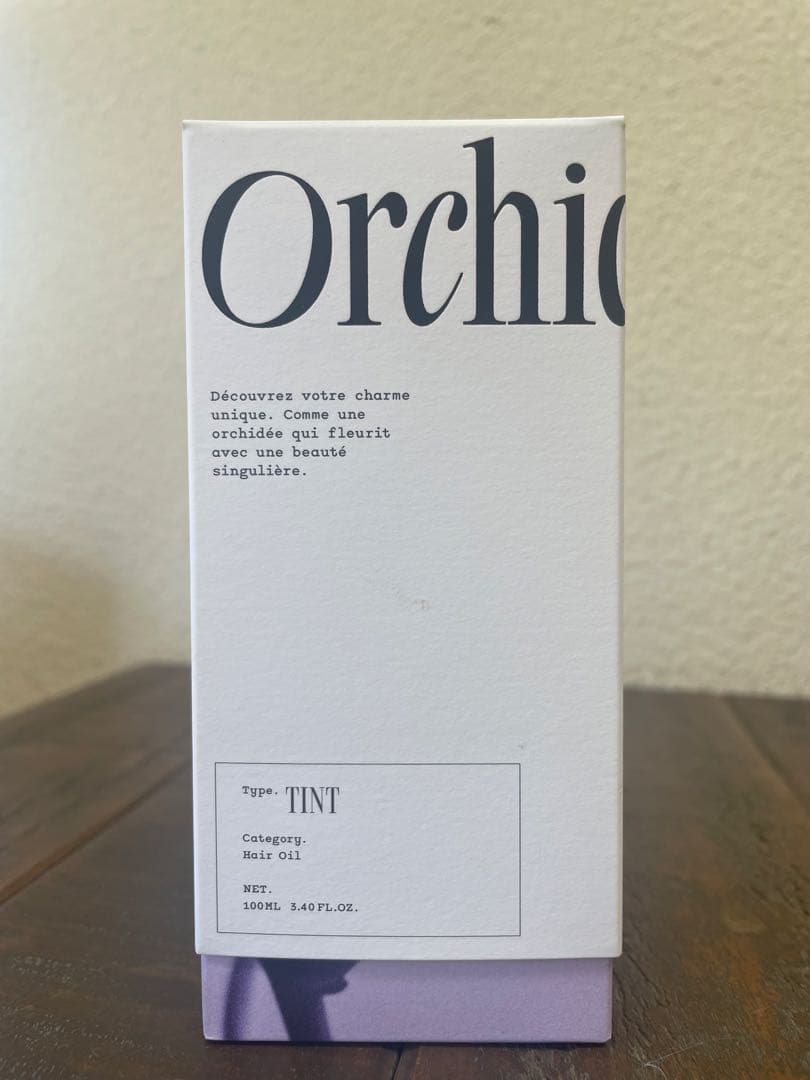 Orchid
Découvrez votre charme
unique. Comme une
orchidée qui fleurit
avec une beauté
singulière.
Type. TINT
Category.
Hair Oil
NET.
100ML 3.40 FL.OZ.